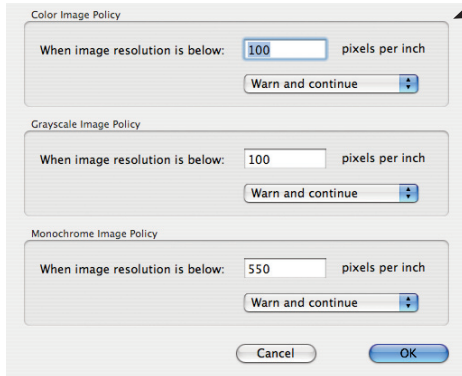 Color Image Policy
When image resolution is below: 100 pixels per inch
Warn and continue
Grayscale Image Policy
When image resolution is below: 100 pixels per inch
Warn and continue
Monochrome Image Policy
When image resolution is below: 550 pixels per inch
Warn and continue
Cancel OK